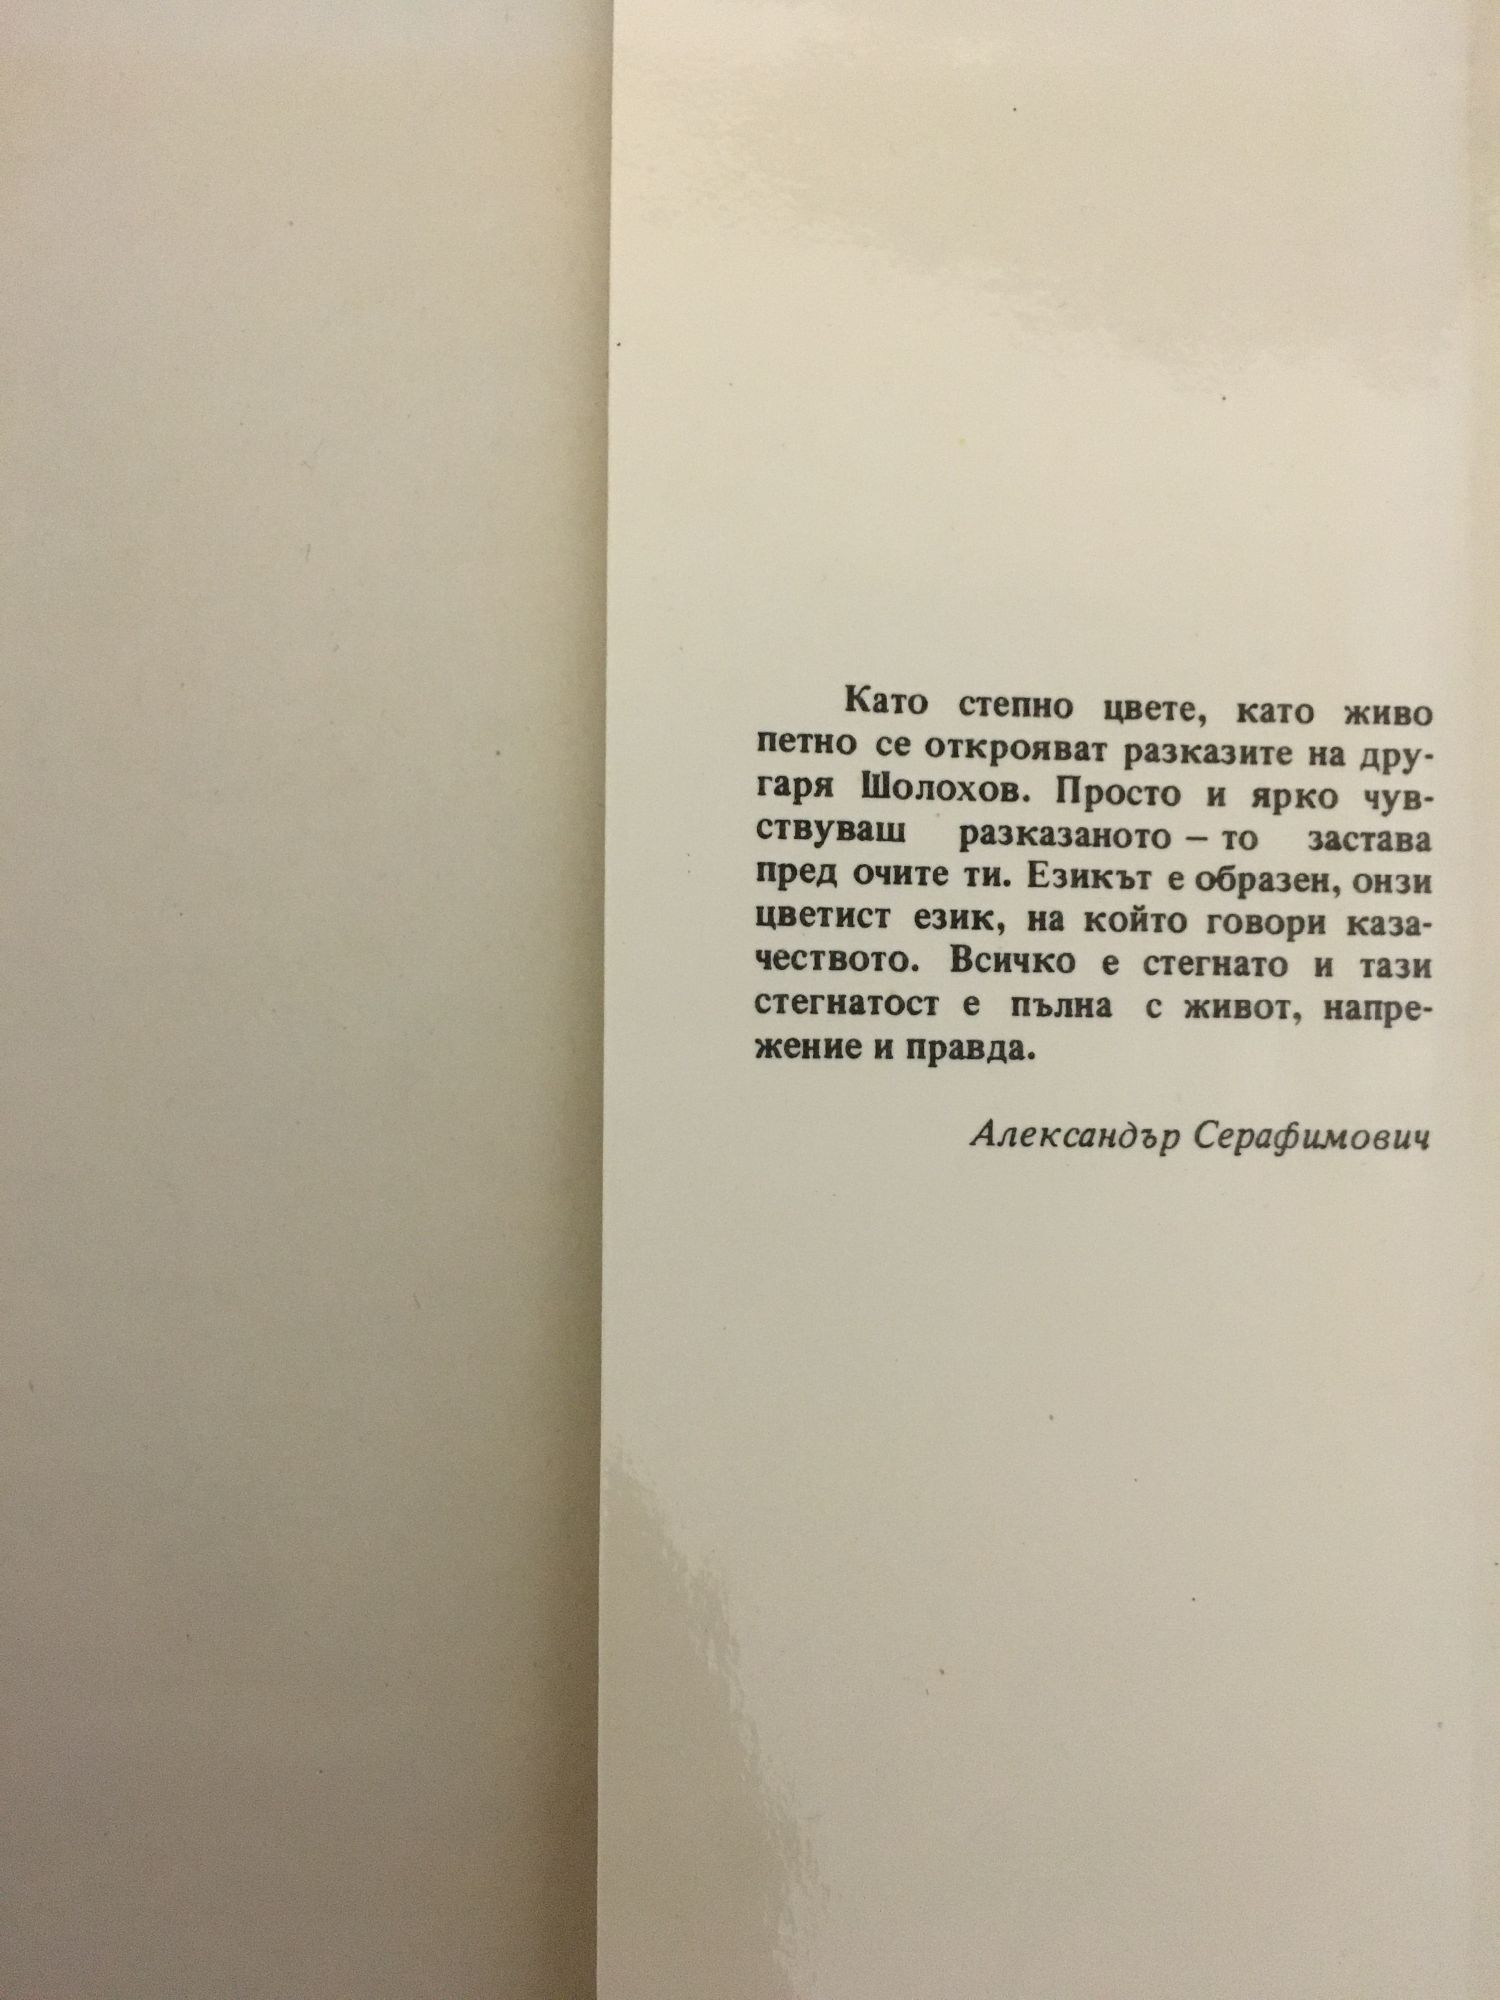 Като степно цвете, като живо
петно се открояват разказите на дру-
гаря Шолохов. Просто и ярко чув-
ствуваш разказаното – то застава
пред очите ти. Езикът е образен, онзи
цветист език, на който говори каза-
чеството. Всичко е стегнато и тази
стегнатост е пълна с живот, напре-
жение и правда.
Александър Серафимович